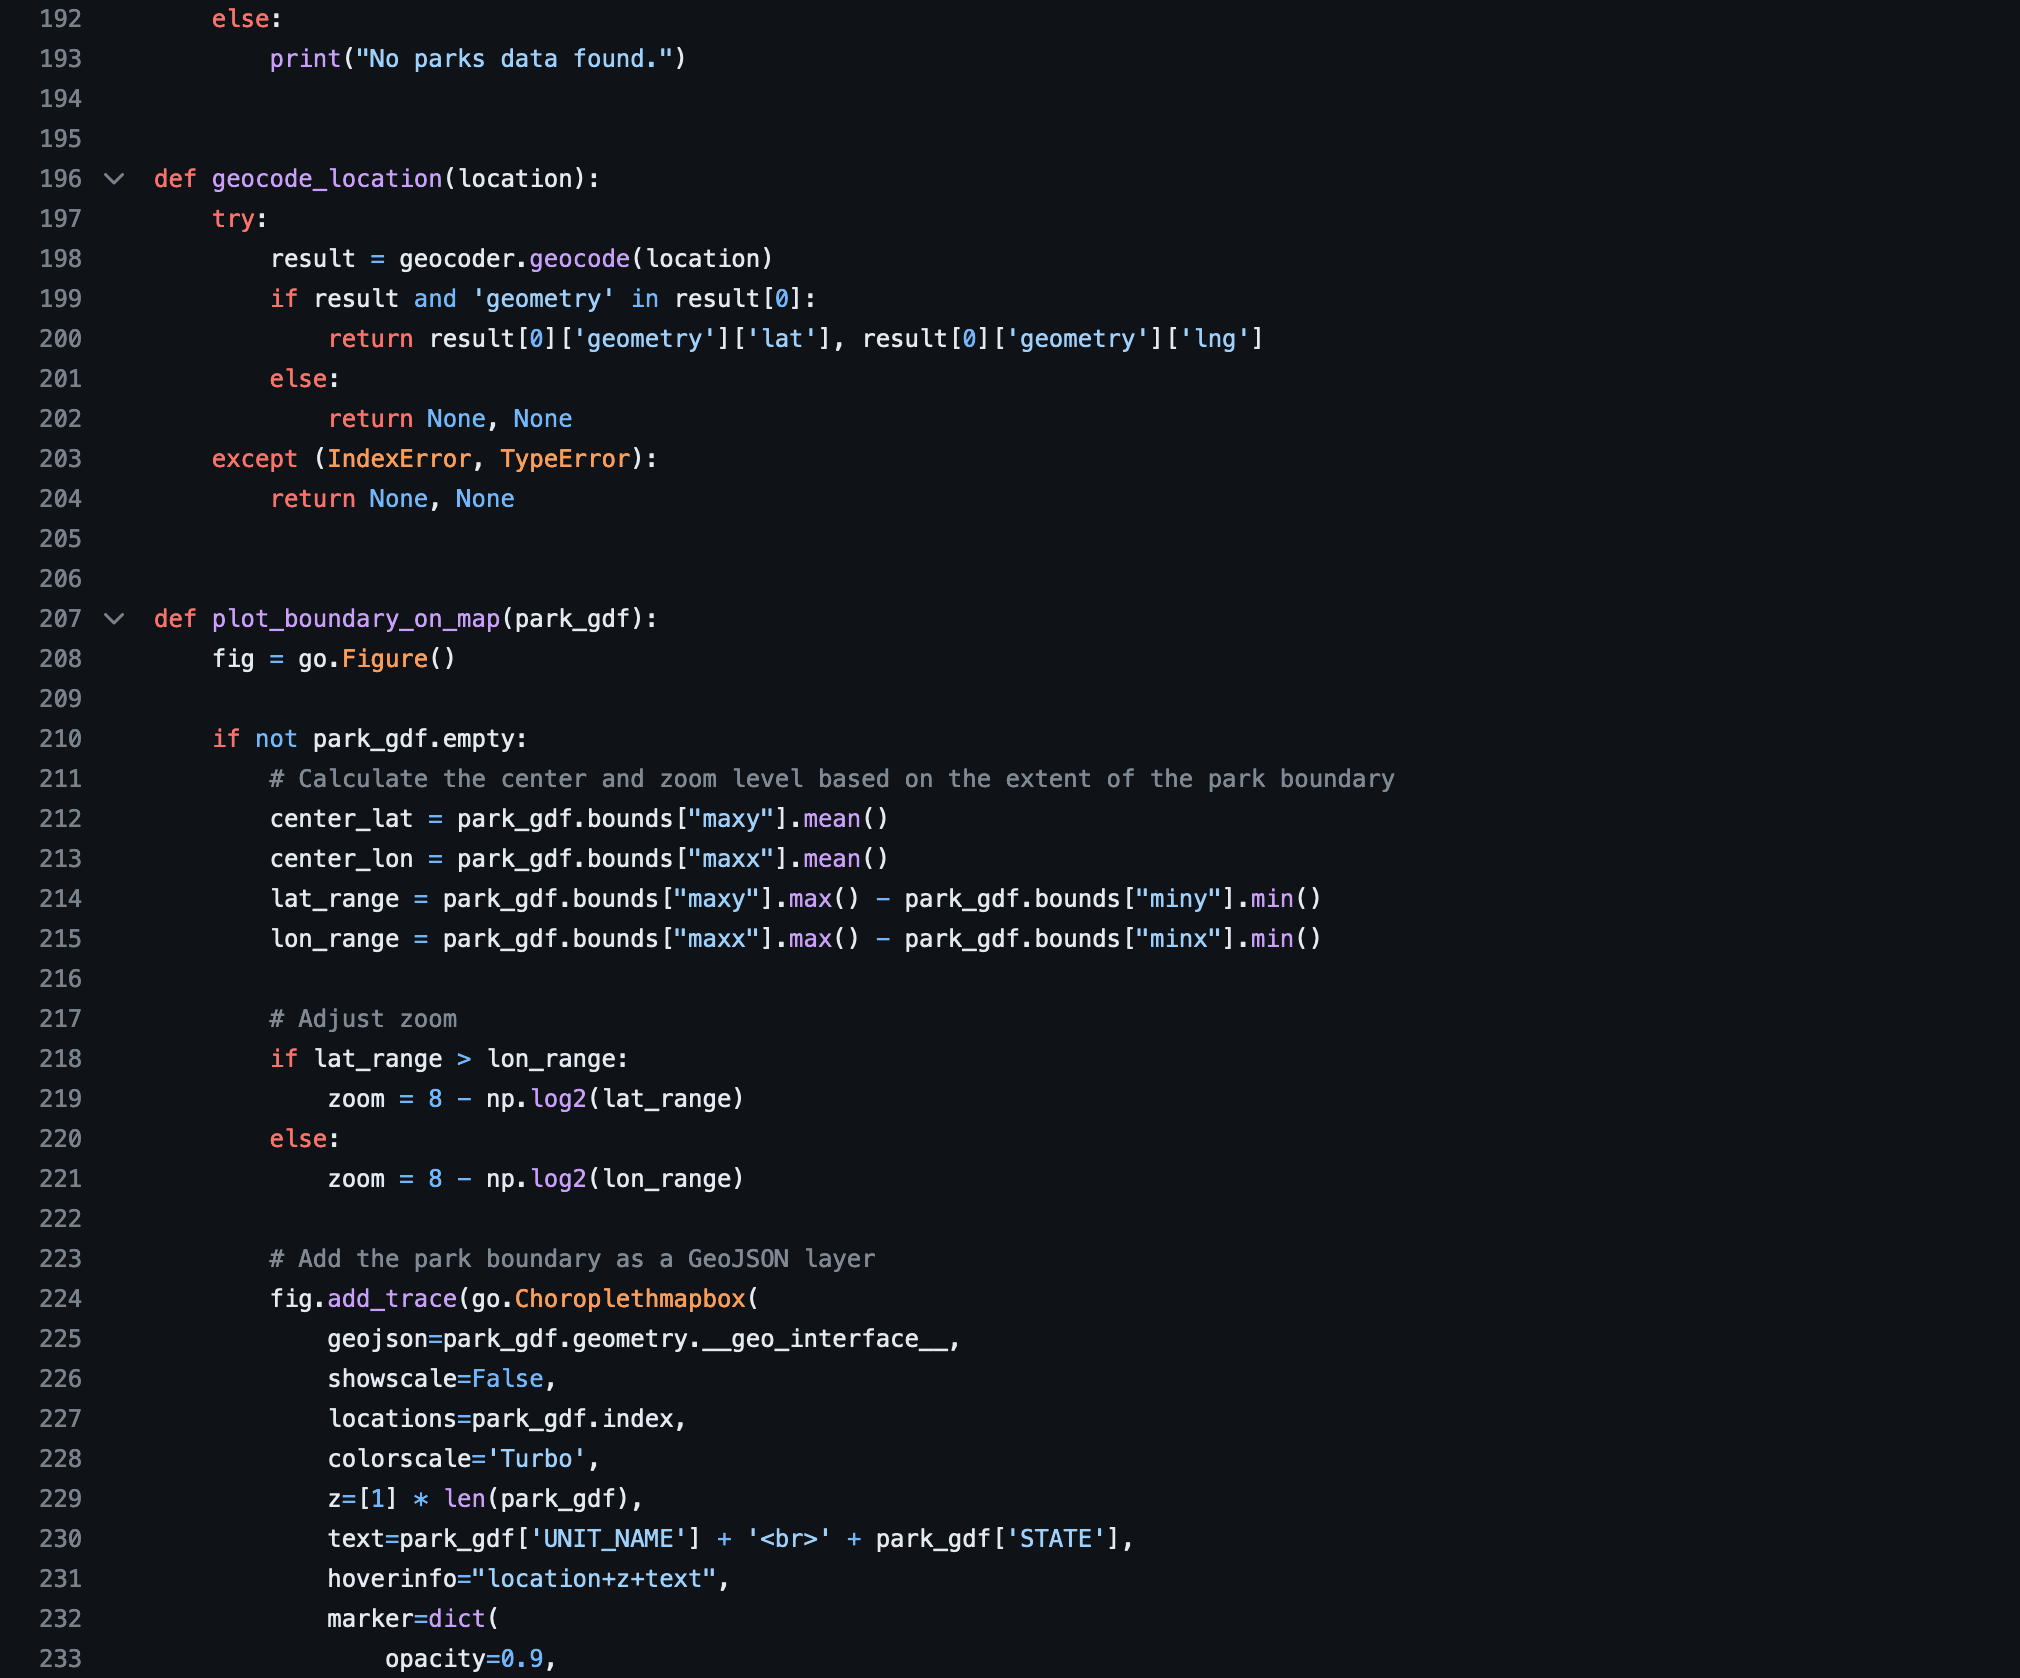 192 else:
193 print("No parks data found.")
194
195
196 def geocode_location(location):
197 try:
198 result = geocoder.geocode(location)
199 if result and 'geometry' in result[0]:
200 return result[0]['geometry']['lat'], result[0]['geometry']['lng']
201 else:
202 return None, None
203 except (IndexError, TypeError):
204 return None, None
205
206
207 def plot_boundary_on_map(park_gdf):
208 fig = go.Figure()
209
210 if not park_gdf.empty:
211 # Calculate the center and zoom level based on the extent of the park boundary
212 center_lat = park_gdf.bounds["maxy"].mean()
213 center_lon = park_gdf.bounds["maxx"].mean()
214 lat_range = park_gdf.bounds["maxy"].max() - park_gdf.bounds["miny"].min()
215 lon_range = park_gdf.bounds["maxx"].max() - park_gdf.bounds["minx"].min()
216
217 # Adjust zoom
218 if lat_range > lon_range:
219 zoom = 8 - np.log2(lat_range)
220 else:
221 zoom = 8 - np.log2(lon_range)
222
223 # Add the park boundary as a GeoJSON layer
224 fig.add_trace(go.Choroplethmapbox(
225 geojson=park_gdf.geometry.__geo_interface__,
226 showscale=False,
227 locations=park_gdf.index,
228 colorscale='Turbo',
229 z=[1] * len(park_gdf),
230 text=park_gdf['UNIT_NAME'] + '<br>' + park_gdf['STATE'],
231 hoverinfo="location+z+text",
232 marker=dict(
233 opacity=0.9,